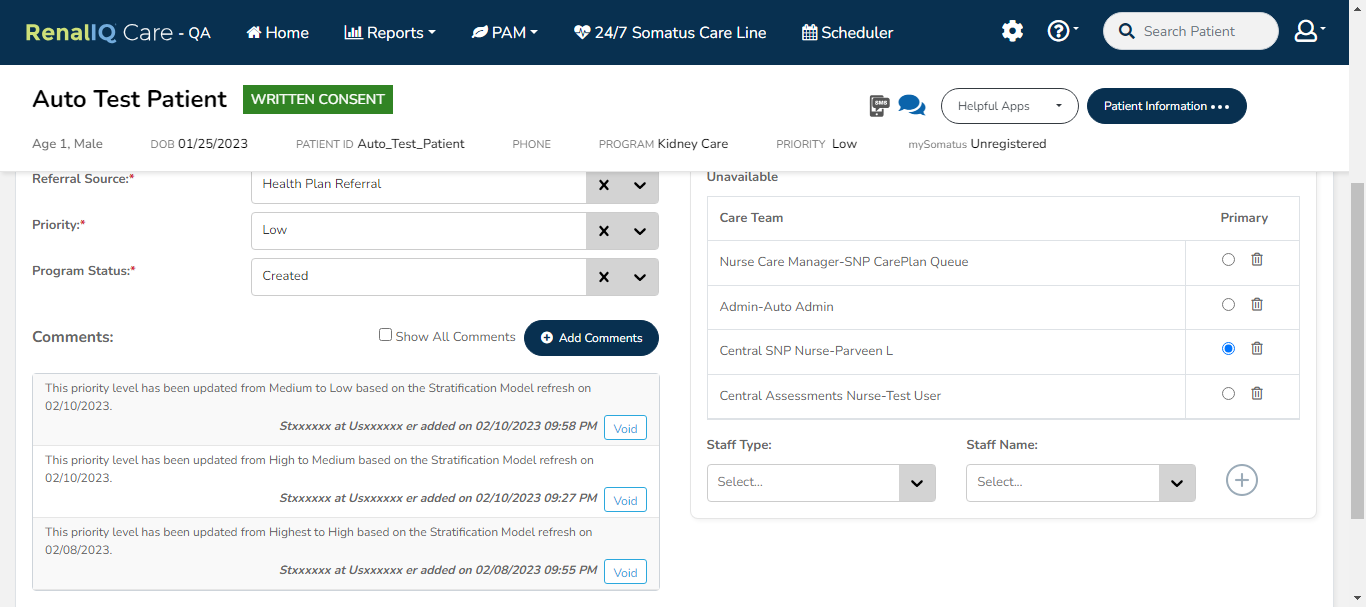 RenalIQ Care - QA
Home
Reports
PAM
24/7 Somatus Care Line
Scheduler
Search Patient
Auto Test Patient
WRITTEN CONSENT
SMS
Helpful Apps
Patient Information
Age 1, Male
DOB 01/25/2023
PATIENT ID Auto_Test_Patient
PHONE
PROGRAM Kidney Care
PRIORITY Low
mySomatus Unregistered
Referral Source:*
Health Plan Referral
Priority:*
Low
Program Status:*
Created
Comments:
Show All Comments
Add Comments
This priority level has been updated from Medium to Low based on the Stratification Model refresh on
02/10/2023.
Stxxxxxx at Usxxxxxx er added on 02/10/2023 09:58 PM
Void
This priority level has been updated from High to Medium based on the Stratification Model refresh on
02/10/2023.
Stxxxxxx at Usxxxxxx er added on 02/10/2023 09:27 PM
Void
This priority level has been updated from Highest to High based on the Stratification Model refresh on
02/08/2023.
Stxxxxxx at Usxxxxxx er added on 02/08/2023 09:55 PM
Void
Unavailable
Care Team
Primary
Nurse Care Manager-SNP CarePlan Queue
Admin-Auto Admin
Central SNP Nurse-Parveen L
Central Assessments Nurse-Test User
Staff Type:
Staff Name:
Select...
Select...